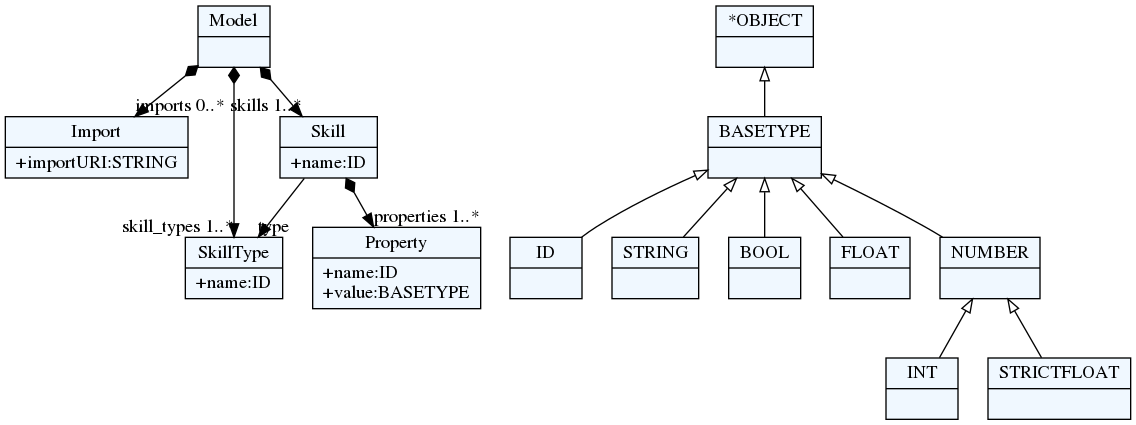 Model
*OBJECT
imports 0..*
skills 1..*
Import
+importURI:STRING
Skill
+name:ID
BASETYPE
skill_types 1..*
type
properties 1..*
SkillType
+name:ID
Property
+name:ID
+value:BASETYPE
ID
STRING
BOOL
FLOAT
NUMBER
INT
STRICTFLOAT